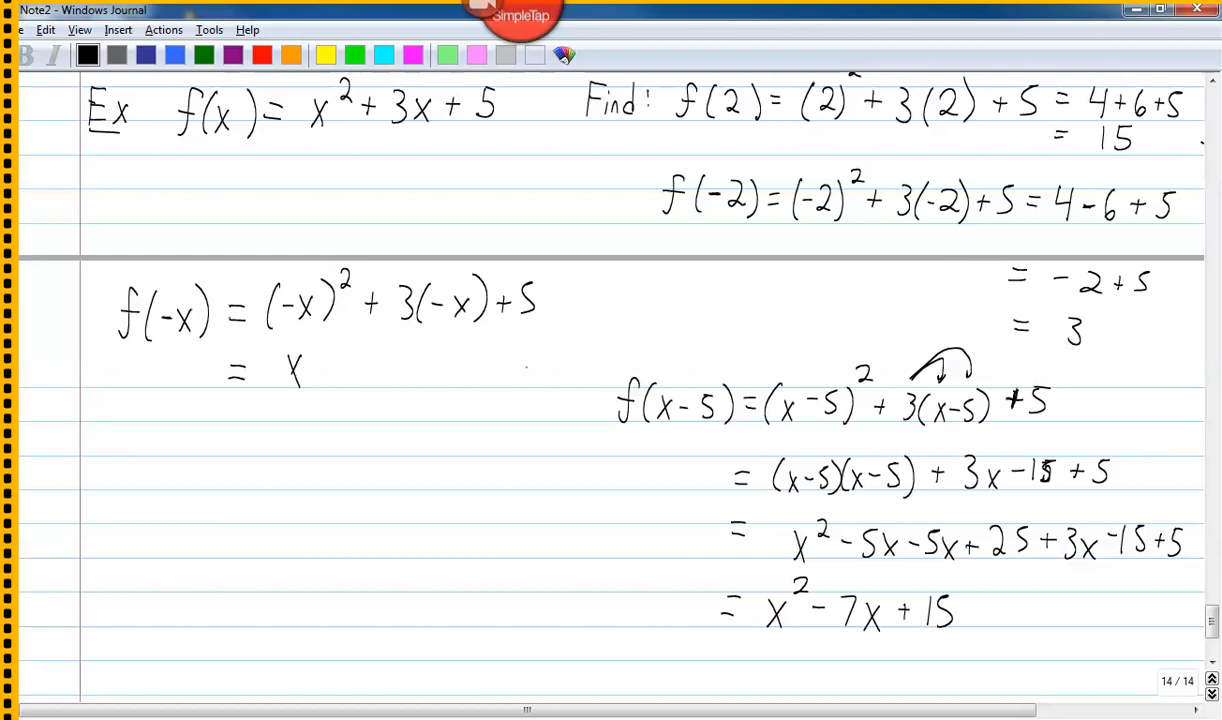 Note2 - Windows Journal
SimpleTap
Edit View Insert Actions Tools Help
B I
Ex f(x) = x² + 3x + 5
Find: f(2) = (2)² + 3(2) + 5 = 4+6+5
= 15
f(-2) = (-2)² + 3(-2) + 5 = 4 - 6 + 5
= -2 + 5
= 3
f(-x) = (-x)² + 3(-x) + 5
= x
f(x-5) = (x-5)² + 3(x-5) + 5
= (x-5)(x-5) + 3x - 15 + 5
= x² - 5x - 5x + 25 + 3x - 15 + 5
= x² - 7x + 15
14 / 14